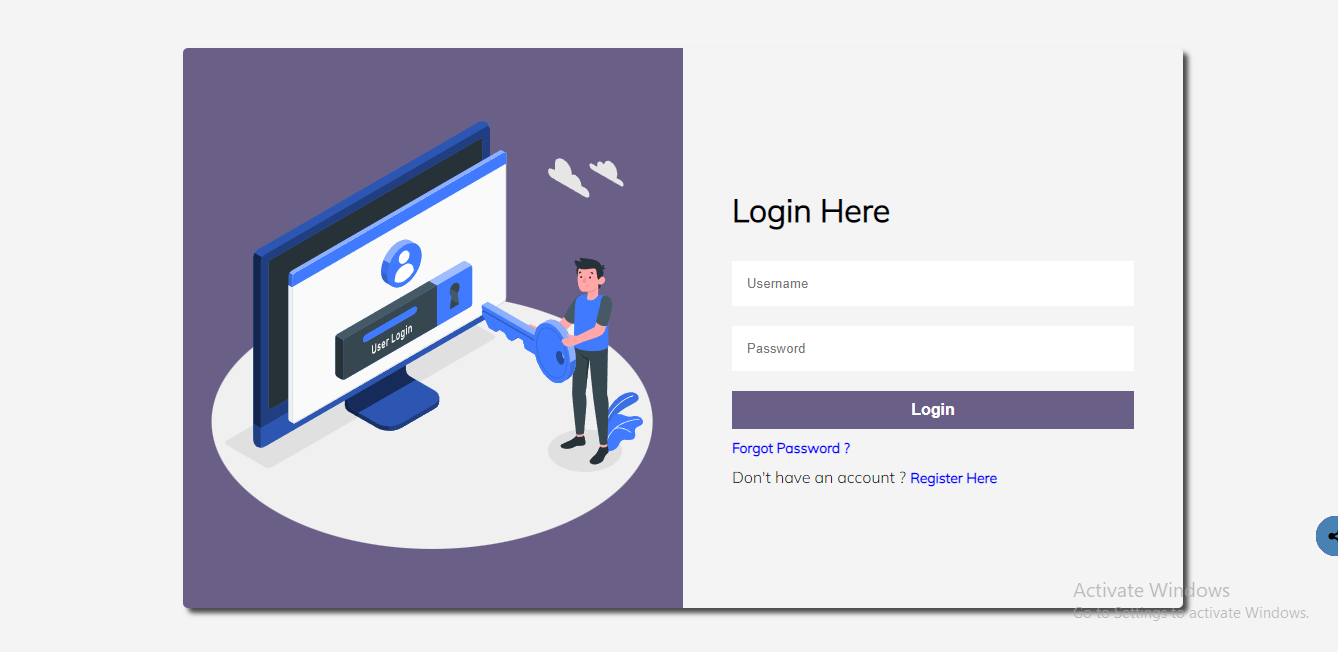 User Login
Login Here
Username
Password
Login
Forgot Password ?
Don't have an account ? Register Here
Activate Windows
Go to Settings to activate Windows.